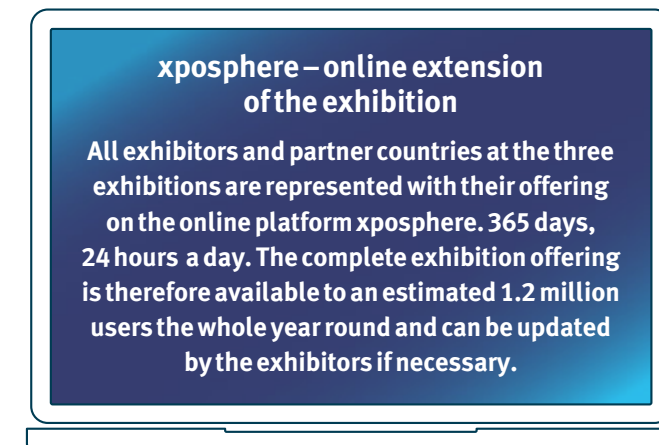 xposphere – online extension
of the exhibition
All exhibitors and partner countries at the three
exhibitions are represented with their offering
on the online platform xposphere. 365 days,
24 hours a day. The complete exhibition offering
is therefore available to an estimated 1.2 million
users the whole year round and can be updated
by the exhibitors if necessary.